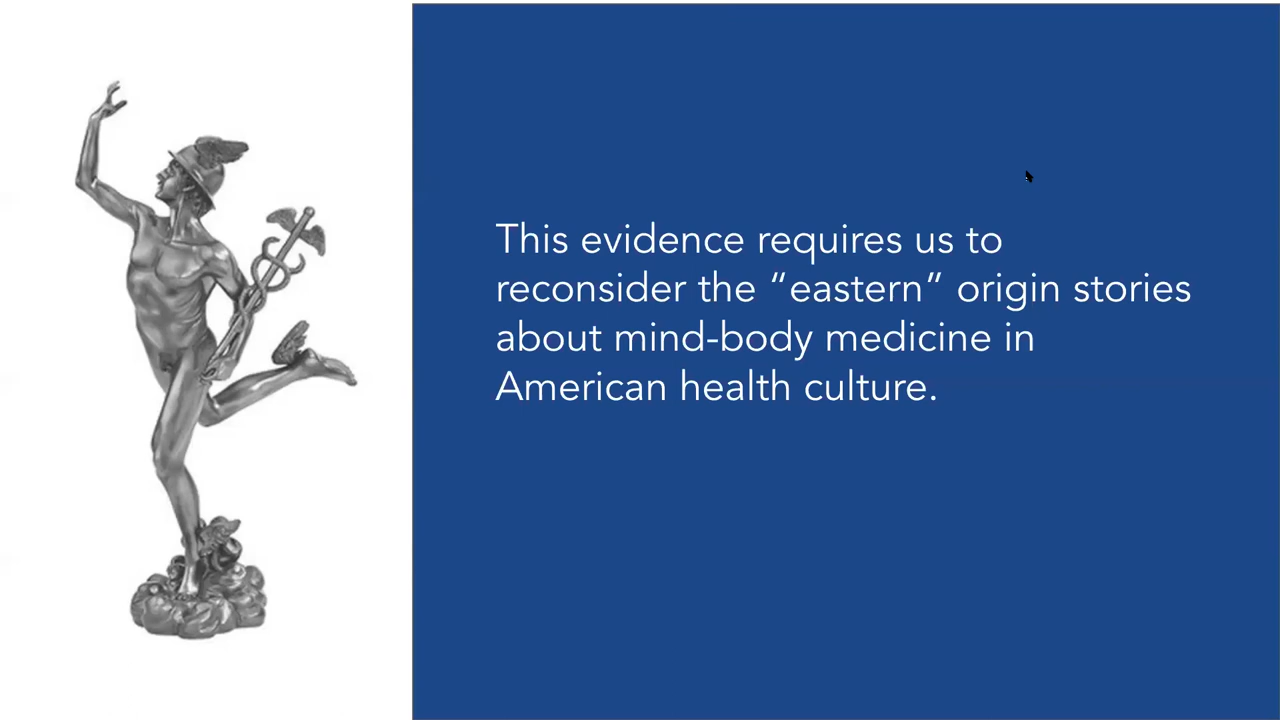 This evidence requires us to
reconsider the “eastern” origin stories
about mind-body medicine in
American health culture.